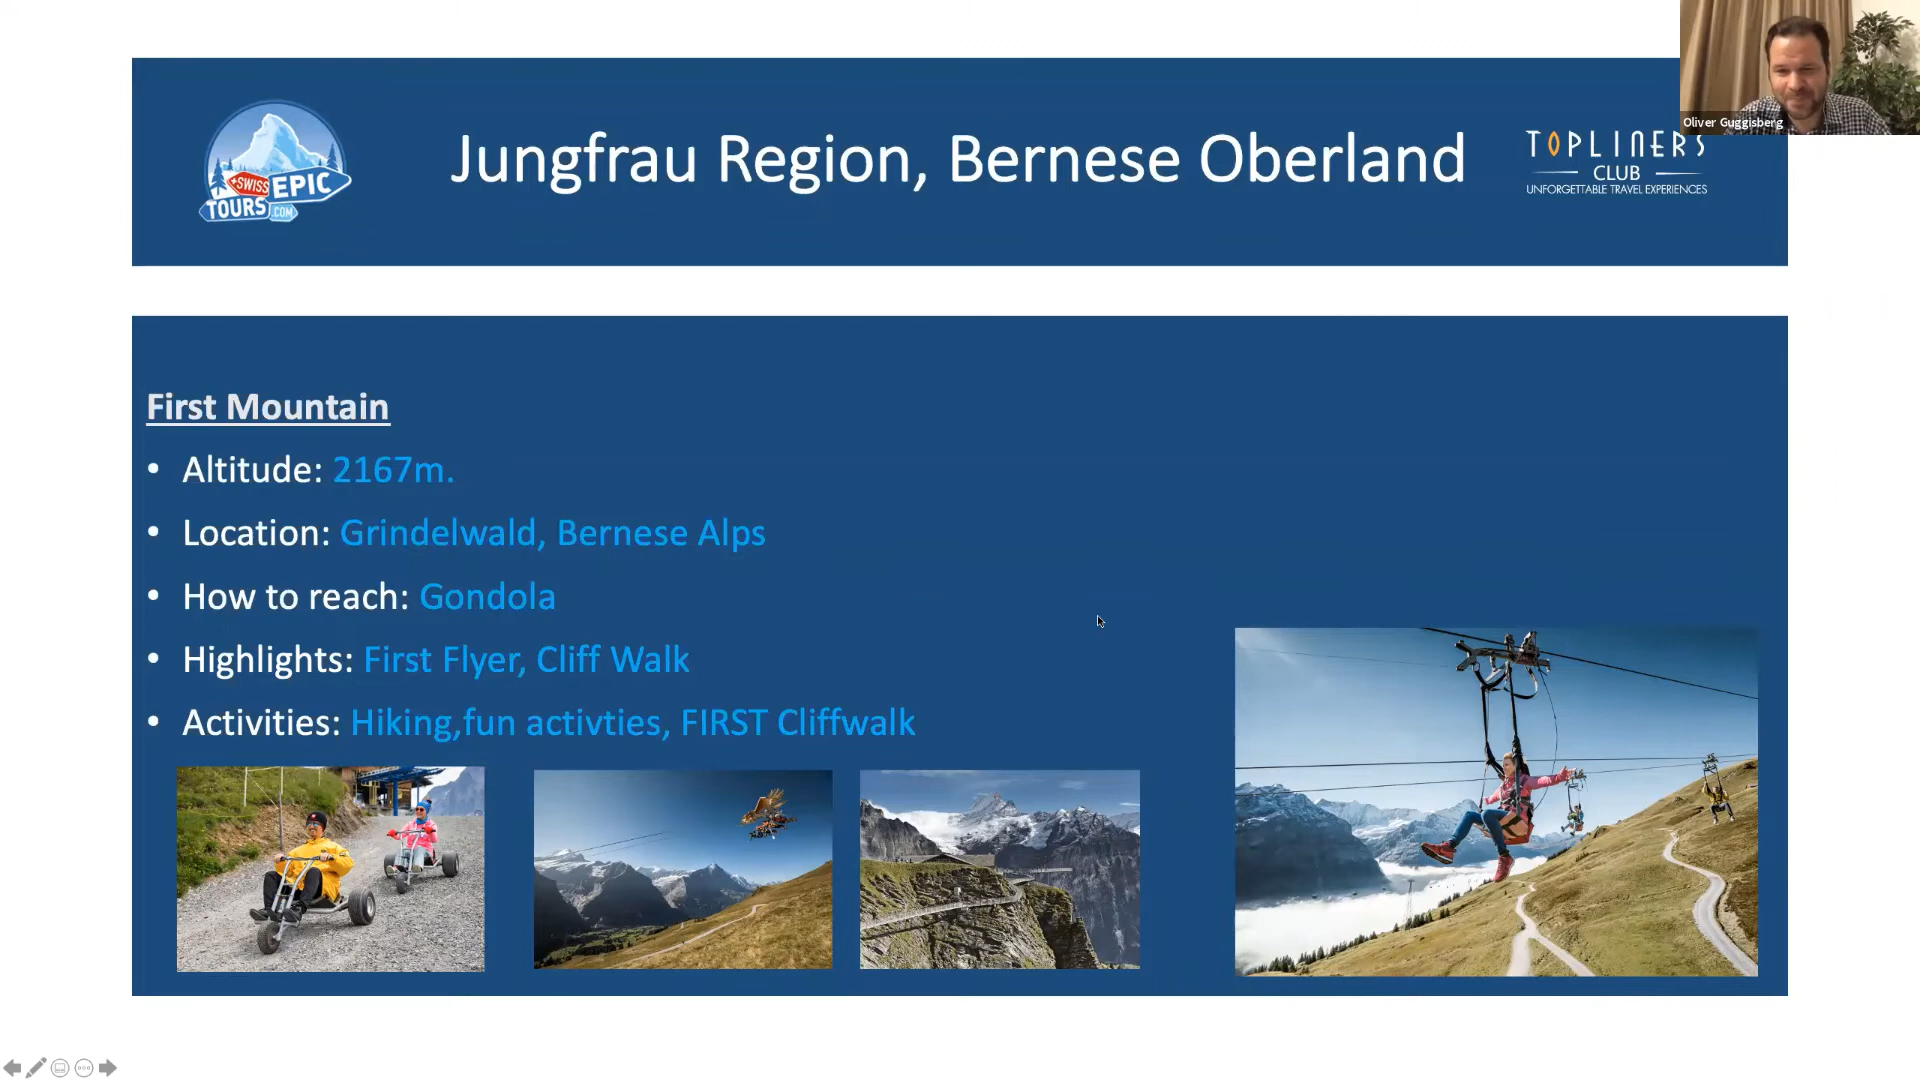 Oliver Guggisberg
SWISS
EPIC
TOURS.COM
Jungfrau Region, Bernese Oberland
TOPLINERS
CLUB
UNFORGETTABLE TRAVEL EXPERIENCES
First Mountain
• Altitude: 2167m.
• Location: Grindelwald, Bernese Alps
• How to reach: Gondola
• Highlights: First Flyer, Cliff Walk
• Activities: Hiking,fun activties, FIRST Cliffwalk